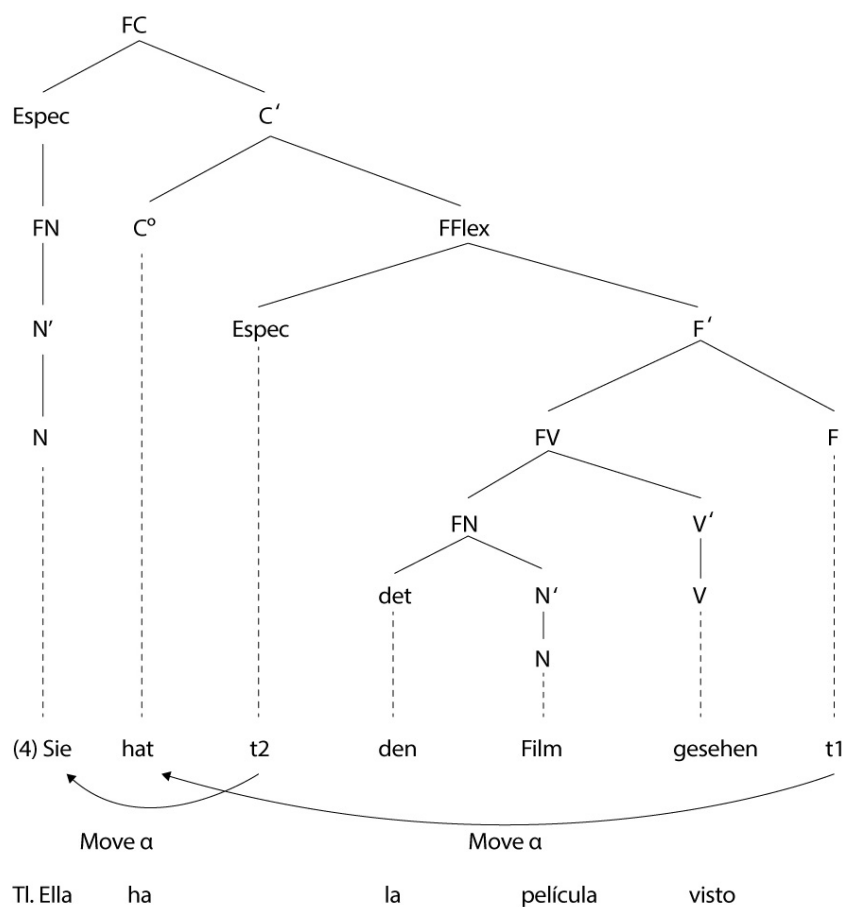 FC
Espec C‘
FN Cº FFlex
N’ Espec F‘
N FV F
FN V‘
det N‘ V
N
(4) Sie hat t2 den Film gesehen t1
Move α Move α
Tl. Ella ha la película visto